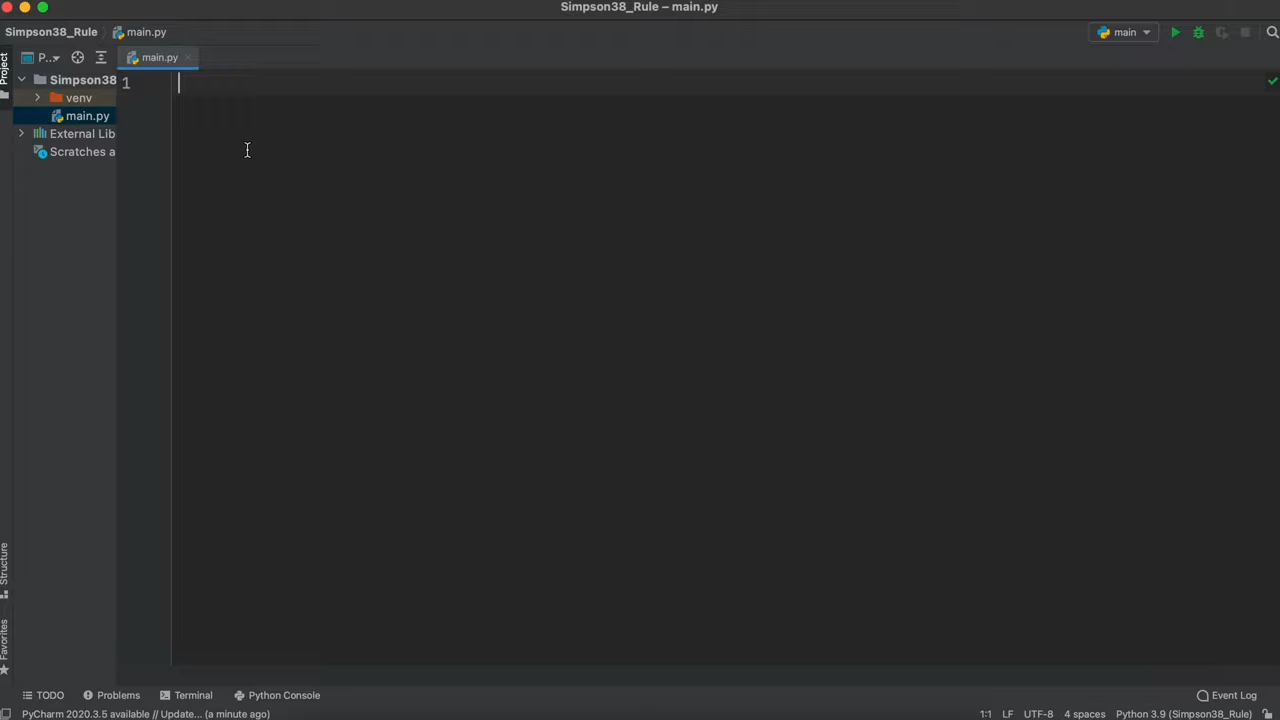 Simpson38_Rule – main.py
Simpson38_Rule
main.py
main
Project
P..
main.py
Simpson38
1
venv
main.py
External Lib
Scratches a
Structure
Favorites
TODO
Problems
Terminal
Python Console
Event Log
PyCharm 2020.3.5 available // Update... (a minute ago)
1:1 LF UTF-8 4 spaces Python 3.9 (Simpson38_Rule)